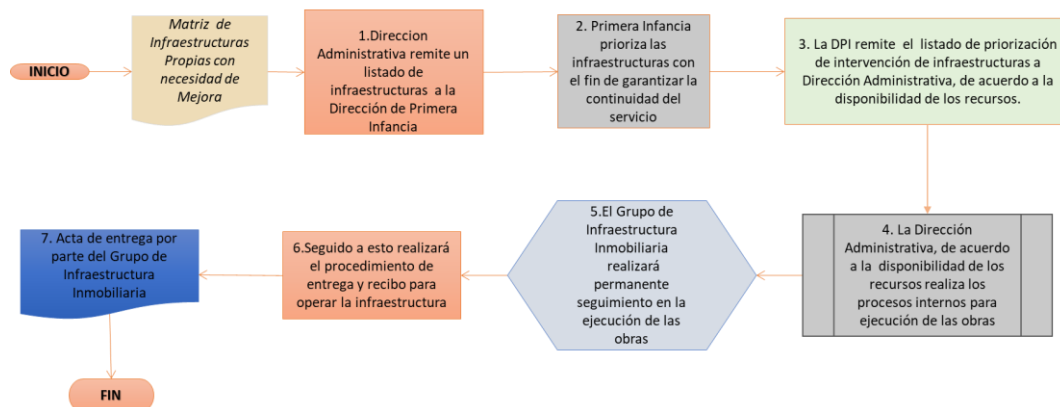 INICIO
Matriz de
Infraestructuras
Propias con
necesidad de
Mejora
1.Direccion
Administrativa remite un
listado de
infraestructuras a la
Dirección de Primera
Infancia
2. Primera Infancia
prioriza las
infraestructuras con
el fin de garantizar la
continuidad del
servicio
3. La DPI remite el listado de priorización
de intervención de infraestructuras a
Dirección Administrativa, de acuerdo a la
disponibilidad de los recursos.
4. La Dirección
Administrativa, de acuerdo
a la disponibilidad de los
recursos realiza los
procesos internos para
ejecución de las obras
5.El Grupo de
Infraestructura
Inmobiliaria
realizará
permanente
seguimiento en la
ejecución de las
obras
6.Seguido a esto realizará
el procedimiento de
entrega y recibo para
operar la infraestructura
7. Acta de entrega por
parte del Grupo de
Infraestructura
Inmobiliaria
FIN